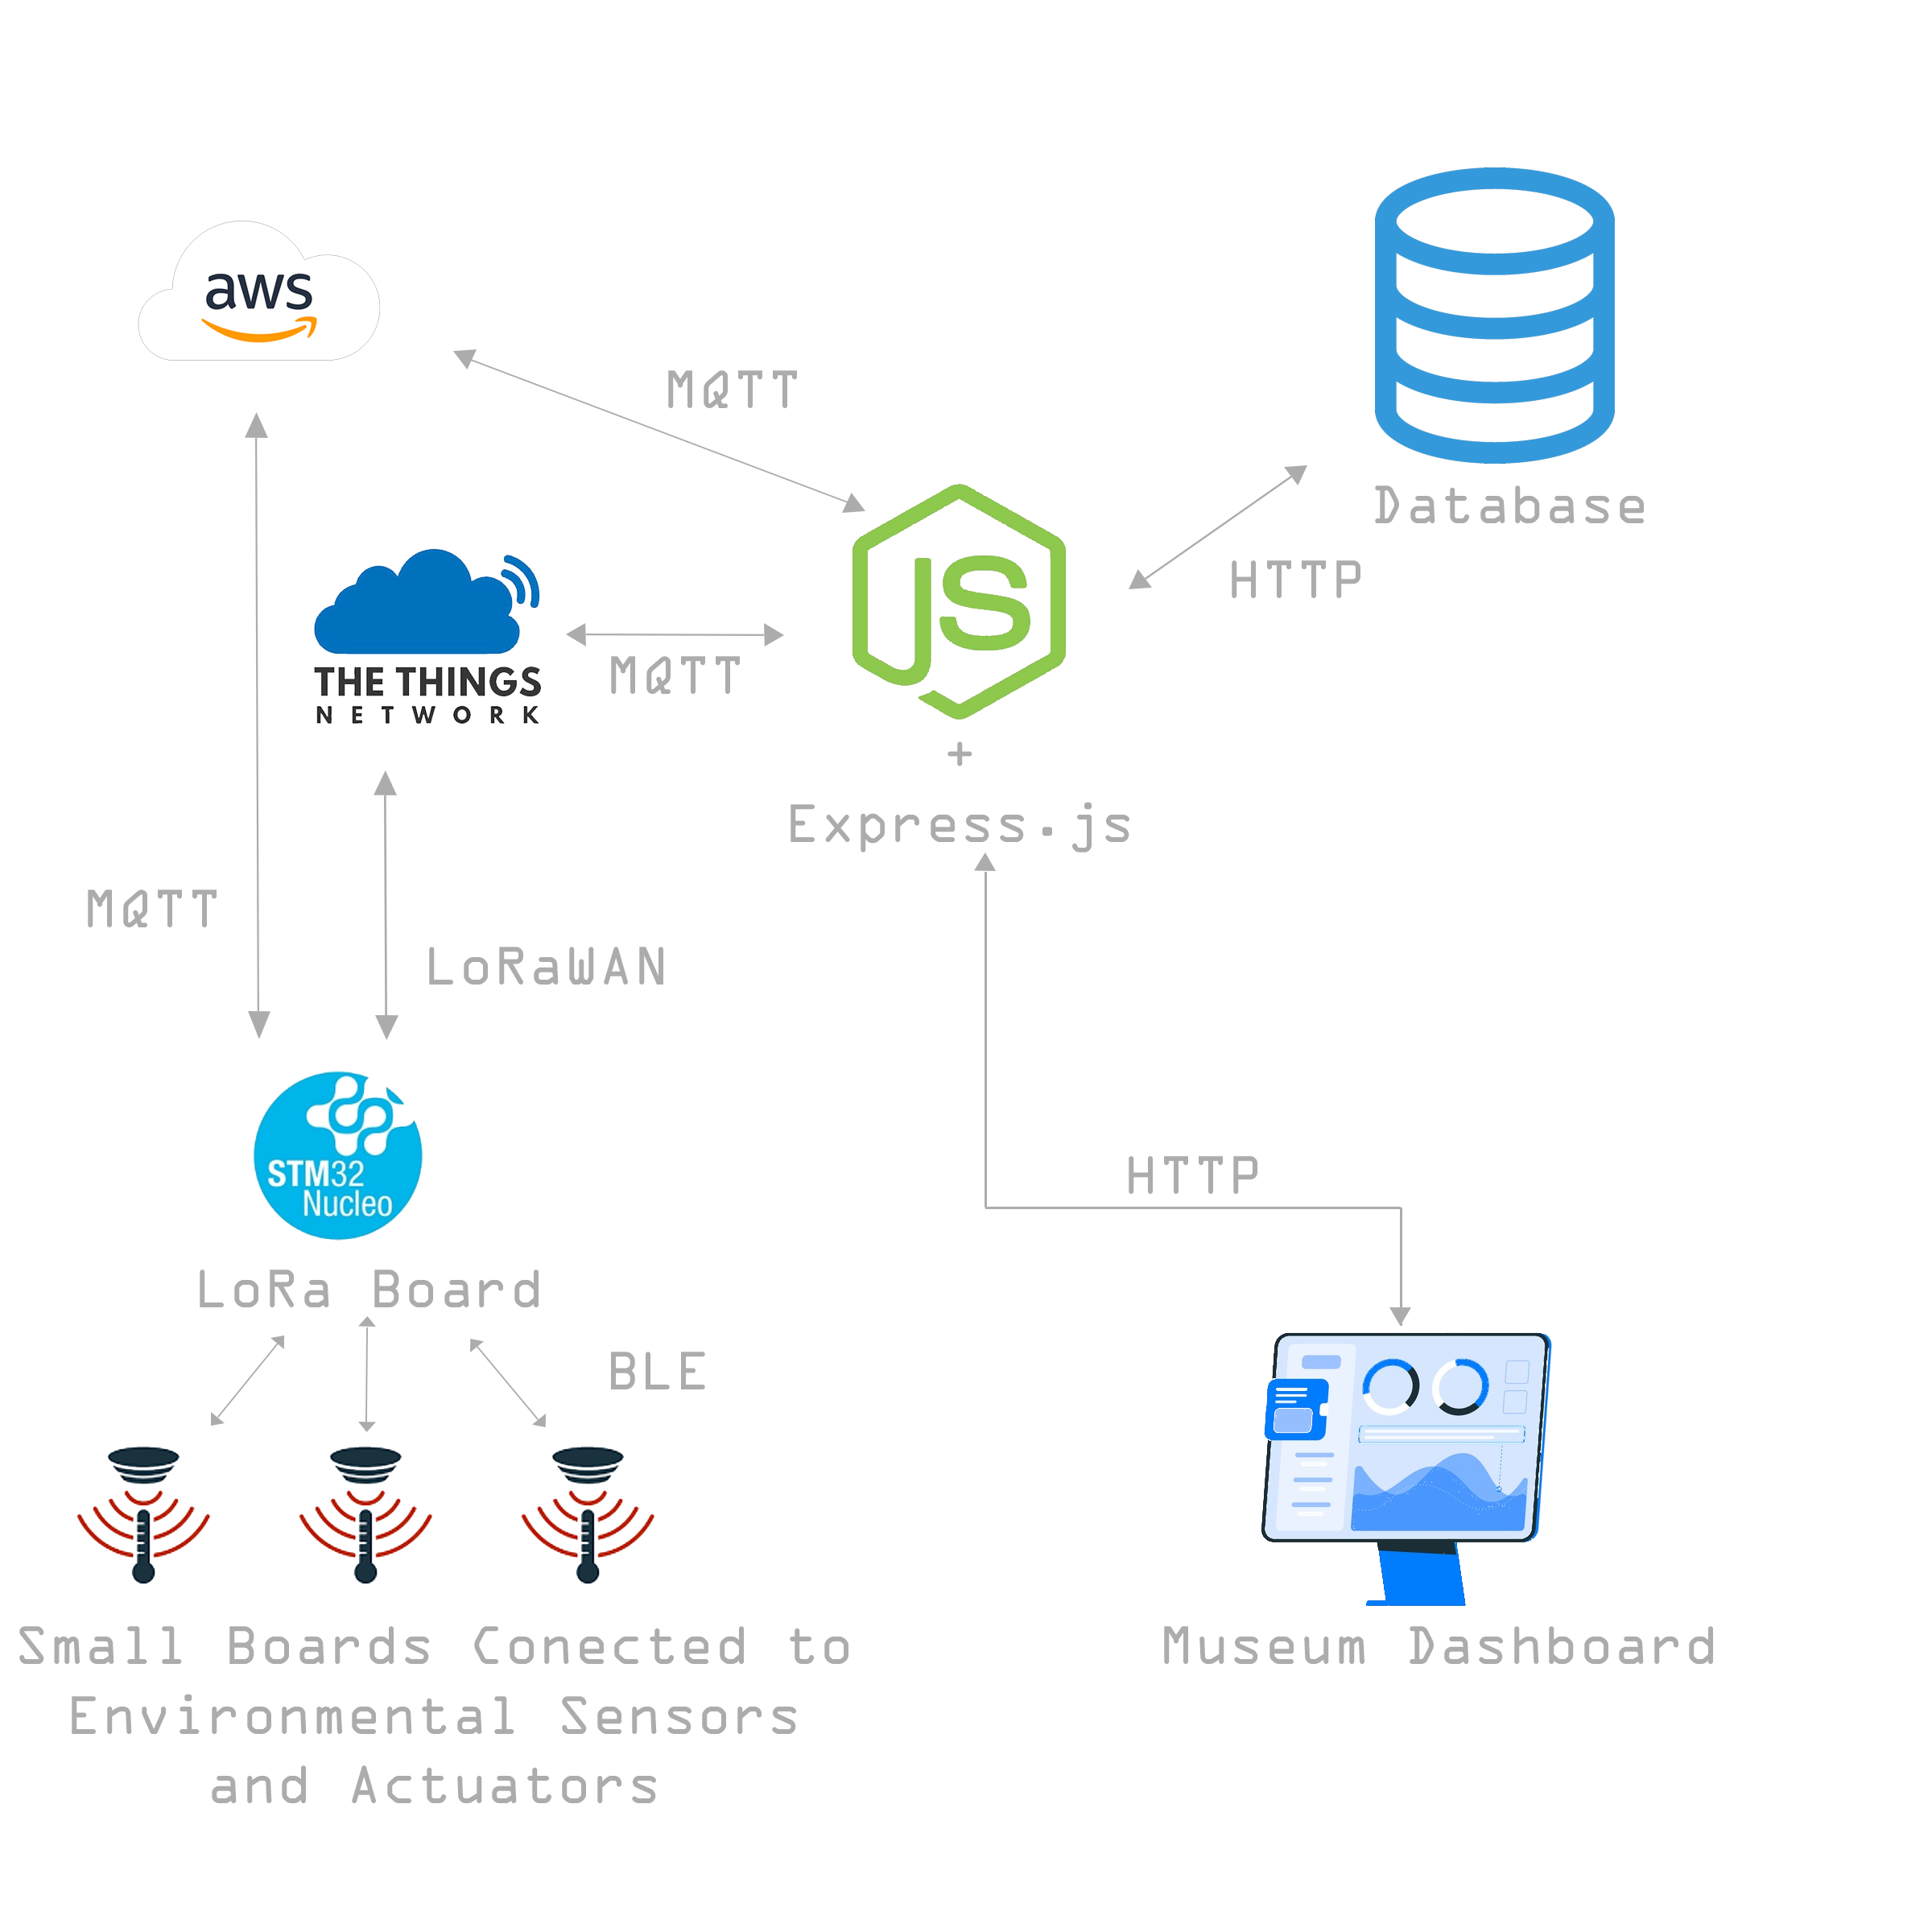 aws
MQTT
Database
HTTP
JS
THE THINGS
NETWORK
MQTT
+
Express.js
MQTT
LoRaWAN
STM32
Nucleo
HTTP
LoRa Board
BLE
Small Boards Conected to
Environmental Sensors
and Actuators
Museum Dashboard